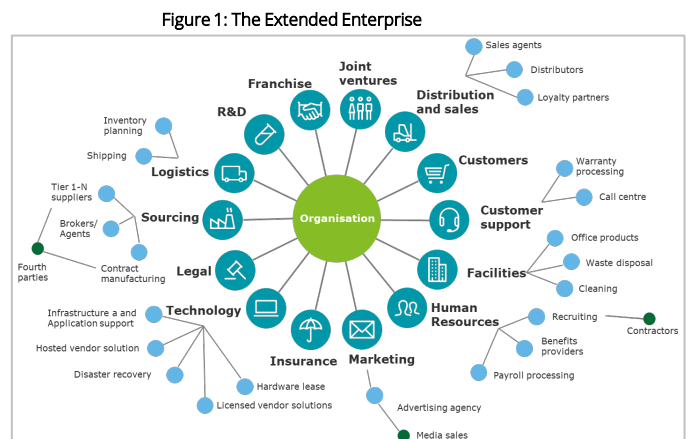 Figure 1: The Extended Enterprise
Joint
ventures
Franchise
R&D
Distribution
and sales
Sales agents
Distributors
Loyalty partners
Inventory
planning
Shipping
Logistics
Customers
Warranty
processing
Call centre
Tier 1-N
suppliers
Brokers/
Agents
Sourcing
Organisation
Customer
support
Fourth
parties
Contract
manufacturing
Legal
Facilities
Office products
Waste disposal
Cleaning
Technology
Infrastructure a and
Application support
Hosted vendor solution
Disaster recovery
Hardware lease
Licensed vendor solutions
Insurance
Marketing
Human
Resources
Recruiting
Contractors
Benefits
providers
Payroll processing
Advertising agency
Media sales